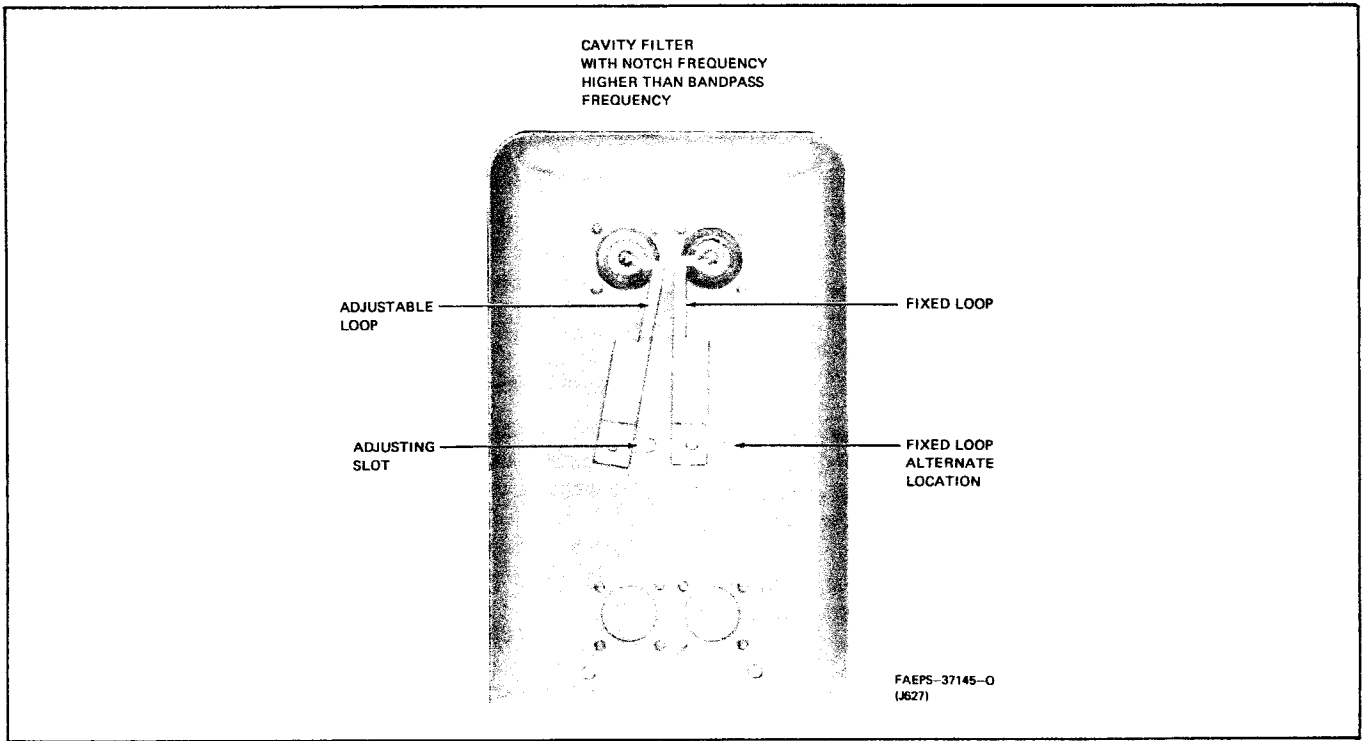 CAVITY FILTER
WITH NOTCH FREQUENCY
HIGHER THAN BANDPASS
FREQUENCY
ADJUSTABLE
LOOP
FIXED LOOP
ADJUSTING
SLOT
FIXED LOOP
ALTERNATE
LOCATION
FAEPS-37145-O
(J627)